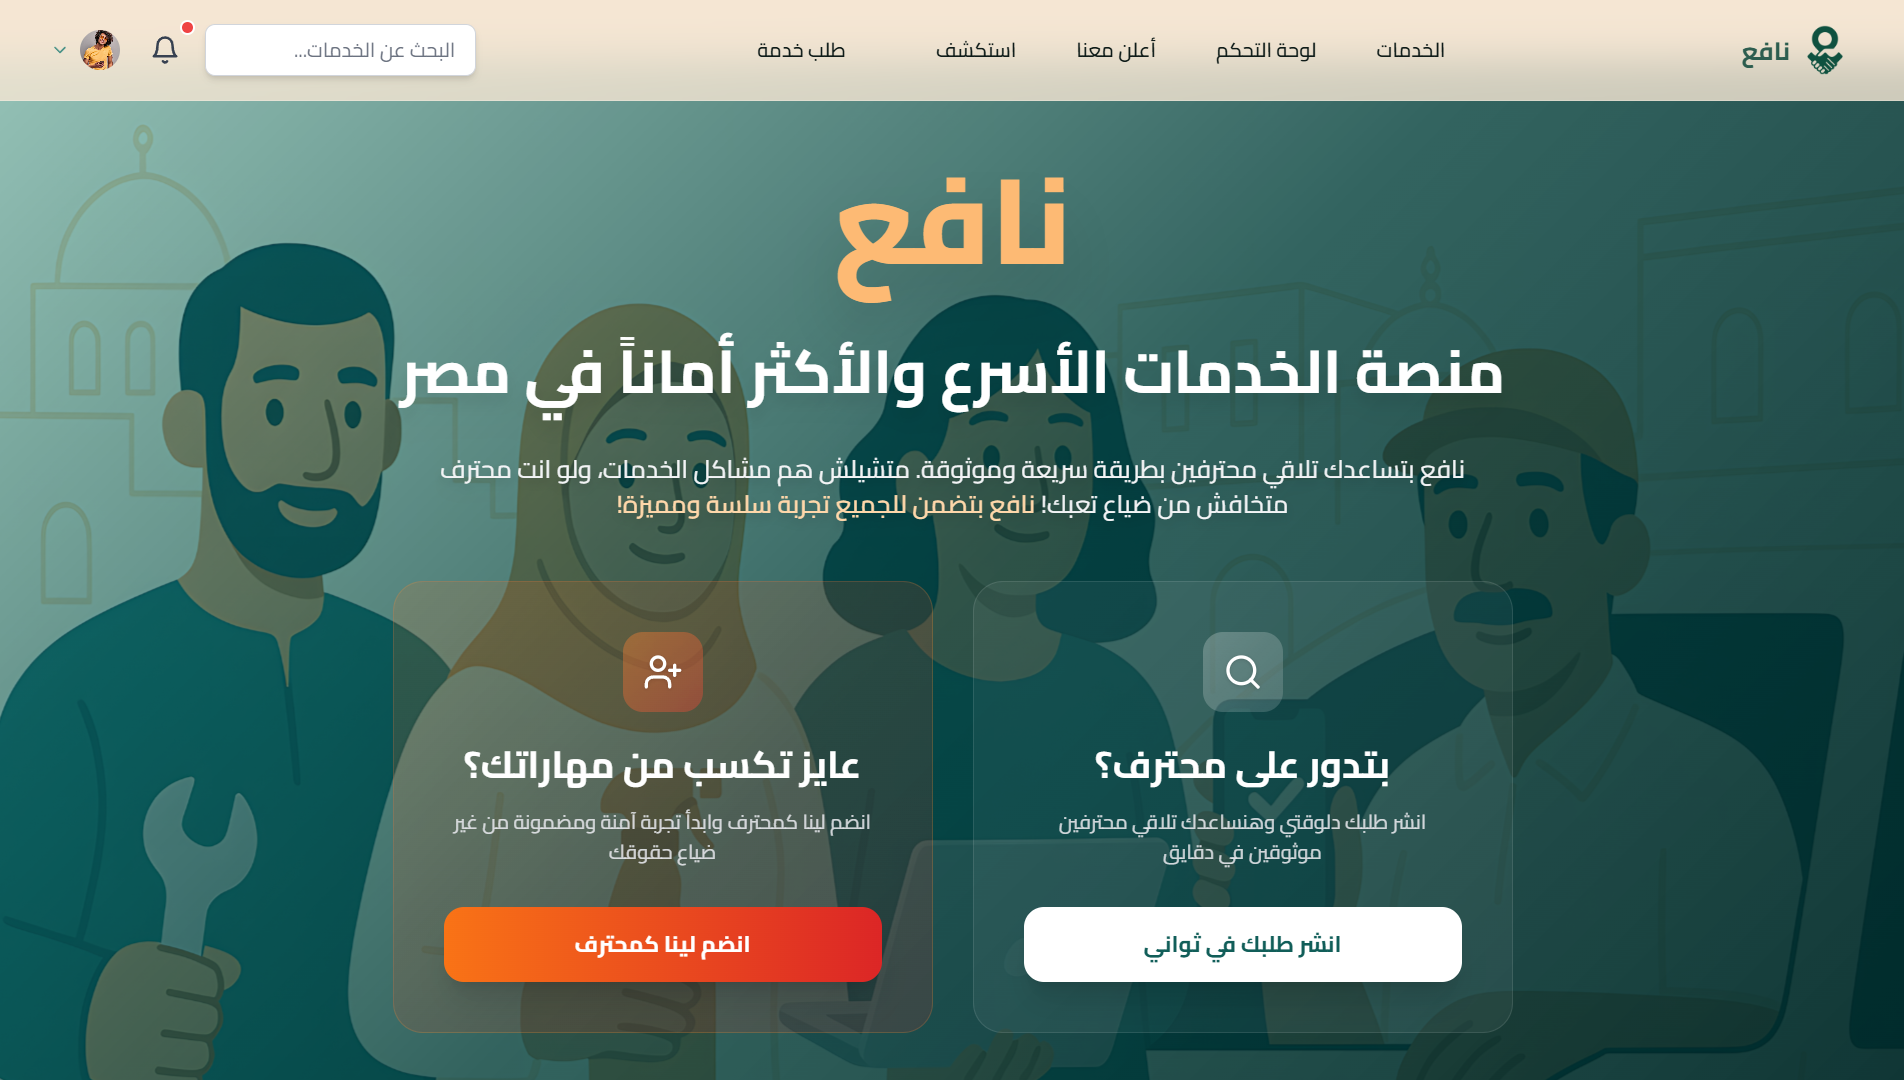 نافع
الخدمات
لوحة التحكم
أعلن معنا
استكشف
طلب خدمة
البحث عن الخدمات...
نافع
منصة الخدمات الأسرع والأكثر أماناً في مصر
نافع بتساعدك تلاقي محترفين بطريقة سريعة وموثوقة. متشيلش هم مشاكل الخدمات، ولو انت محترف
متخافش من ضياع تعبك! نافع بتضمن للجميع تجربة سلسة ومميزة!
بتدور على محترف؟
انشر طلبك دلوقتي وهنساعدك تلاقي محترفين
موثوقين في دقايق
انشر طلبك في ثواني
عايز تكسب من مهاراتك؟
انضم لينا كمحترف وابدأ تجربة آمنة ومضمونة من غير
ضياع حقوقك
انضم لينا كمحترف